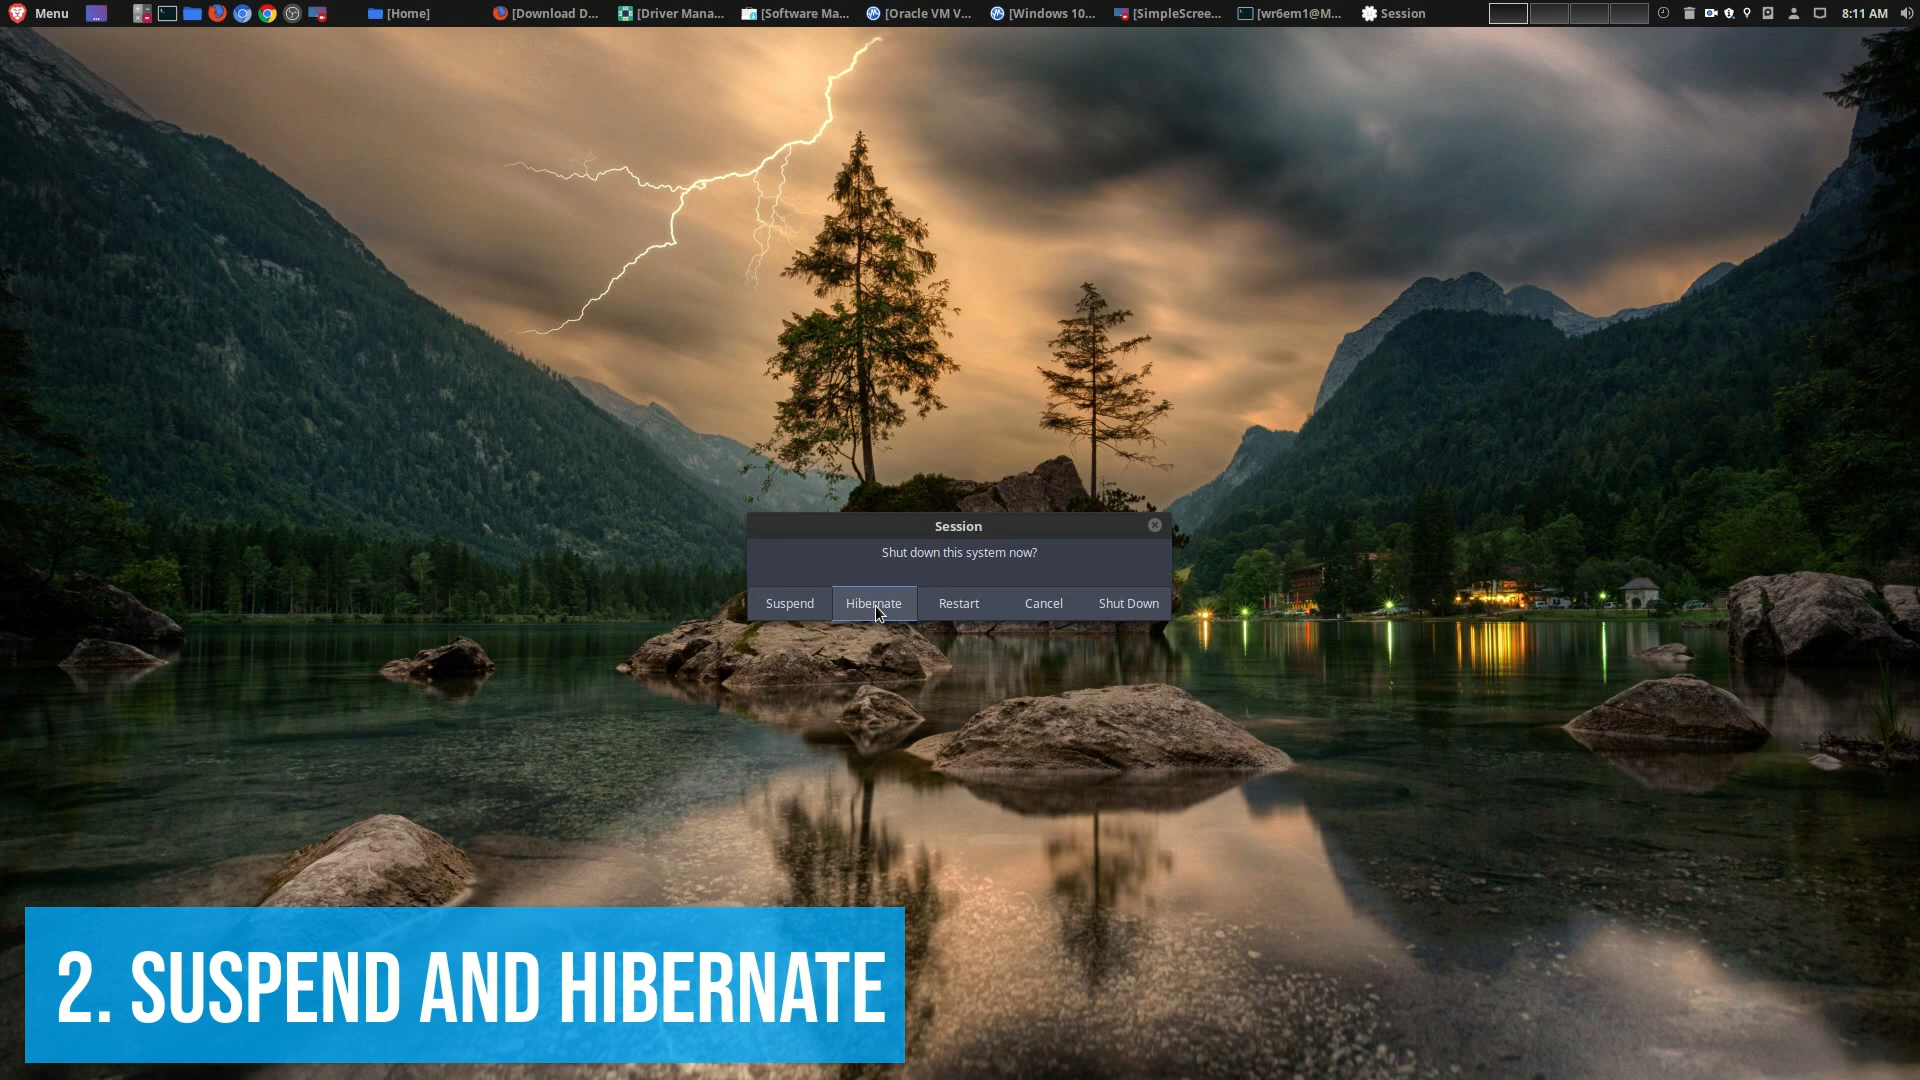 Menu
[Home]
[Download D...
[Driver Mana...
[Software Ma...
[Oracle VM V...
[Windows 10...
[SimpleScree...
[wr6em1@M...
Session
8:11 AM
Session
Shut down this system now?
Suspend
Hibernate
Restart
Cancel
Shut Down
2. SUSPEND AND HIBERNATE